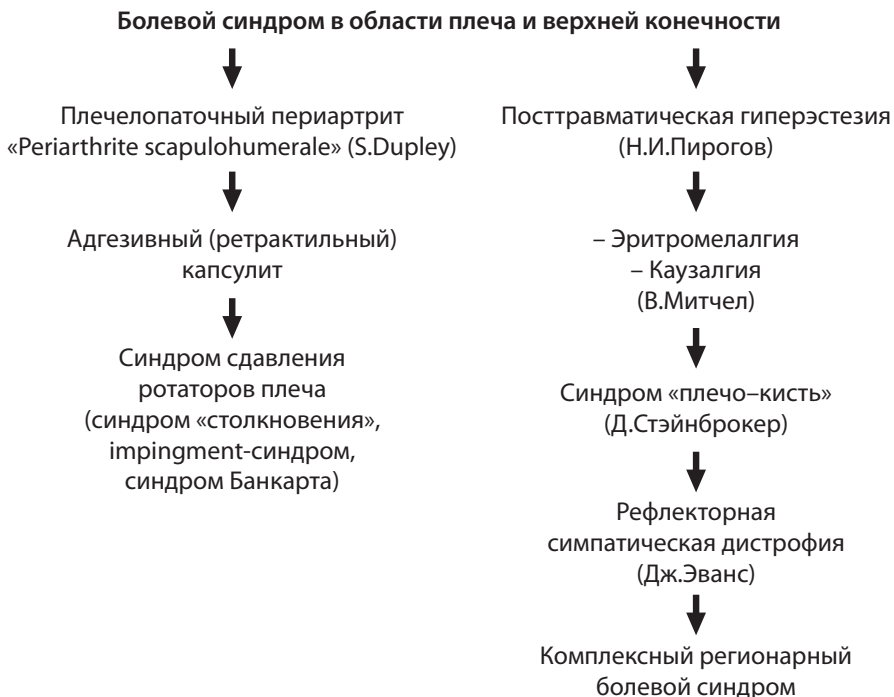 Болевой синдром в области плеча и верхней конечности
Плечелопаточный периартрит
«Periarthrite scapulohumerale» (S.Dupley)
Адгезивный (ретрактильный)
капсулит
Синдром сдавления
ротаторов плеча
(синдром «столкновения»,
impingment-синдром,
синдром Банкарта)
Посттравматическая гиперэстезия
(Н.И.Пирогов)
– Эритромелалгия
– Каузалгия
(В.Митчел)
Синдром «плечо–кисть»
(Д.Стэйнброкер)
Рефлекторная
симпатическая дистрофия
(Дж.Эванс)
Комплексный регионарный
болевой синдром